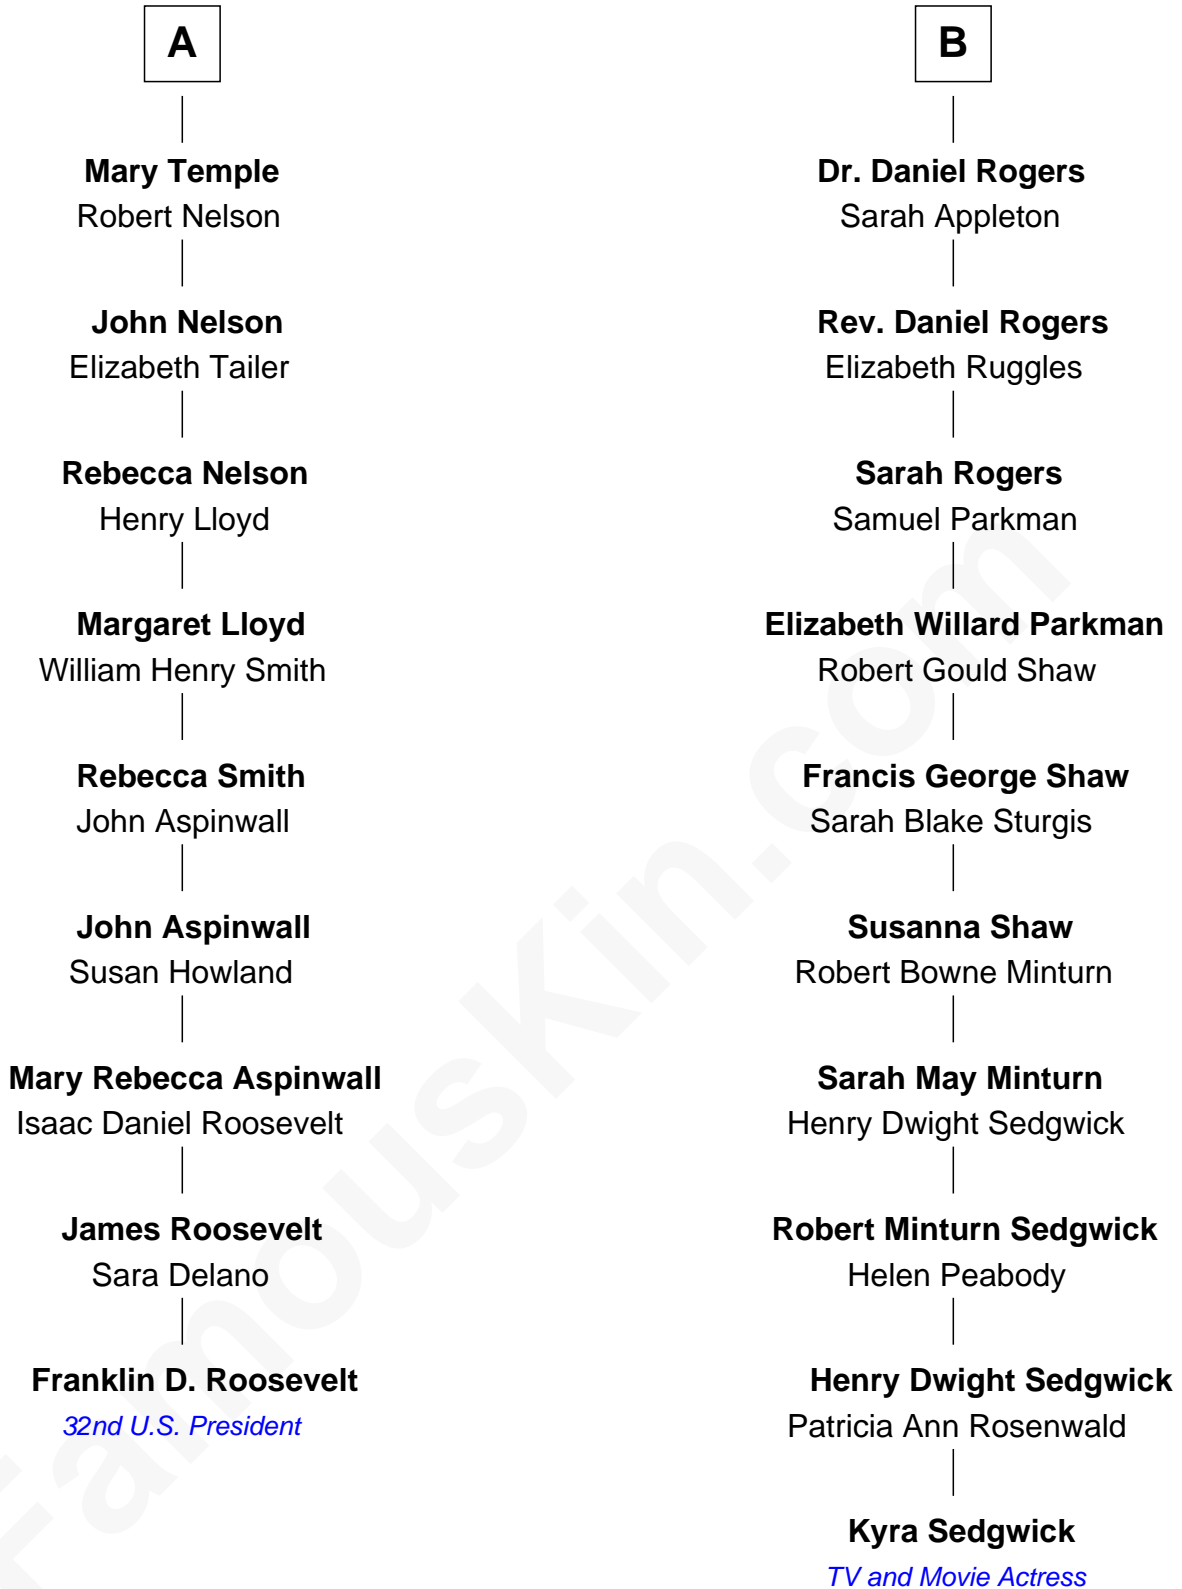 A
Mary Temple
Robert Nelson
John Nelson
Elizabeth Tailer
Rebecca Nelson
Henry Lloyd
Margaret Lloyd
William Henry Smith
Rebecca Smith
John Aspinwall
John Aspinwall
Susan Howland
Mary Rebecca Aspinwall
Isaac Daniel Roosevelt
James Roosevelt
Sara Delano
Franklin D. Roosevelt
32nd U.S. President
B
Dr. Daniel Rogers
Sarah Appleton
Rev. Daniel Rogers
Elizabeth Ruggles
Sarah Rogers
Samuel Parkman
Elizabeth Willard Parkman
Robert Gould Shaw
Francis George Shaw
Sarah Blake Sturgis
Susanna Shaw
Robert Bowne Minturn
Sarah May Minturn
Henry Dwight Sedgwick
Robert Minturn Sedgwick
Helen Peabody
Henry Dwight Sedgwick
Patricia Ann Rosenwald
Kyra Sedgwick
TV and Movie Actress
FamousKin.com